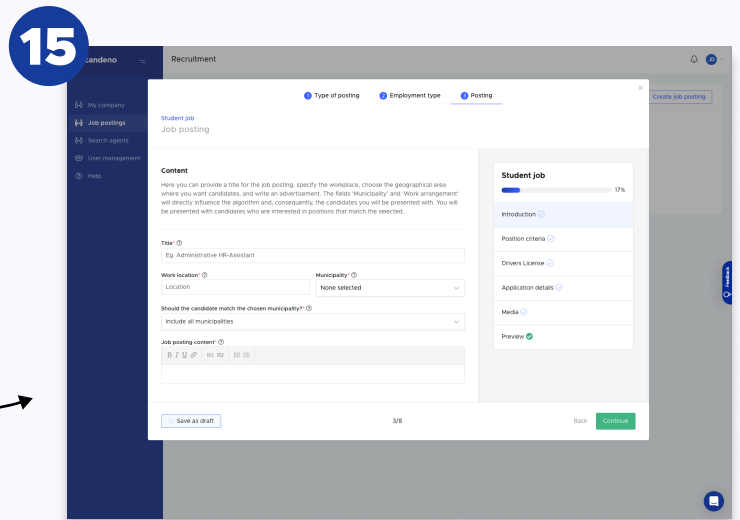 15
candeno
Recruitment
JD
My company
Job postings
Search agents
User management
Help
Create job posting
1 Type of posting
2 Employment type
3 Posting
Student job
Job posting
Content
Here you can provide a title for the job posting, specify the workplace, choose the geographical area
where you want candidates, and write an advertisement. The fields 'Municipality' and 'Work arrangement'
will directly influence the algorithm and, consequently, the candidates you will be presented with. You will
be presented with candidates who are interested in positions that match the selected.
Title*
Eg. Administrative HR-Assistant
Work location* Municipality*
Location None selected
Should the candidate match the chosen municipality?*
Include all municipalities
Job posting content*
B I U H1 H2
Student job
17%
Introduction
Position criteria
Drivers License
Application details
Media
Preview
Save as draft
3/8
Back
Continue
Feedback